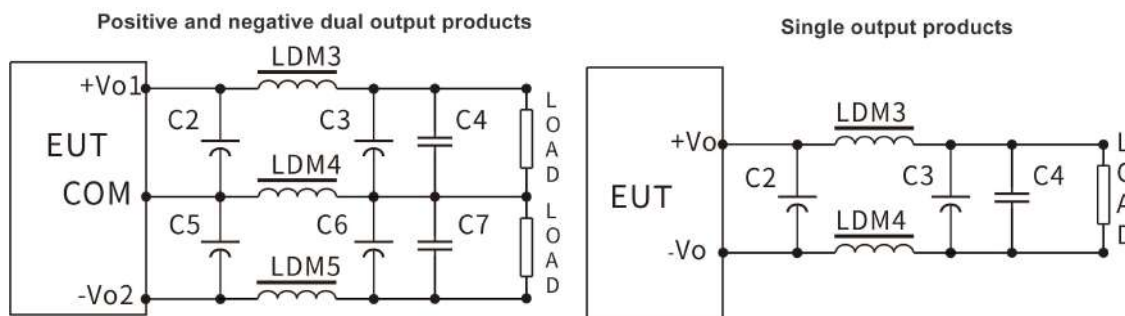 Positive and negative dual output products
LDM3
+Vo1
C2
C3
C4
LOAD
EUT
LDM4
COM
C5
C6
C7
LOAD
LDM5
-Vo2
Single output products
LDM3
+Vo
C2
C3
C4
LOAD
EUT
LDM4
-Vo